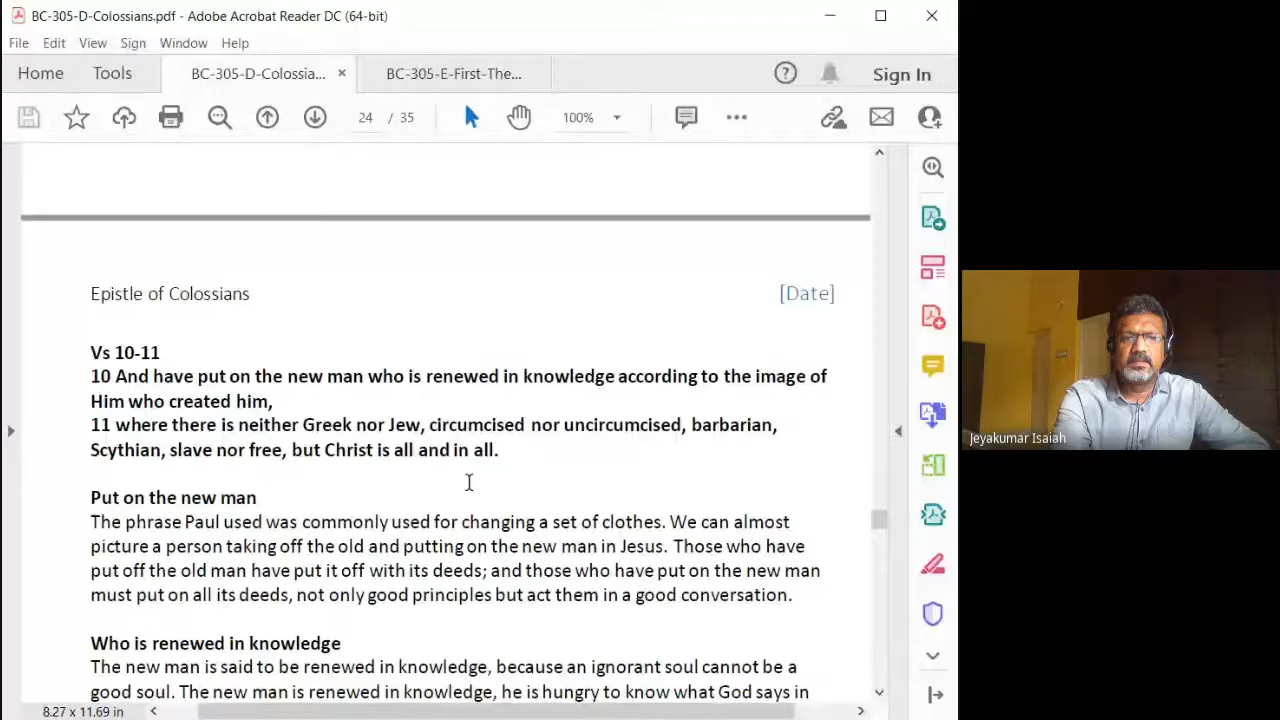 BC-305-D-Colossians.pdf - Adobe Acrobat Reader DC (64-bit)
File Edit View Sign Window Help
Home Tools BC-305-D-Colossia... × BC-305-E-First-The... ? Sign In
24 / 35 100%
Epistle of Colossians [Date]
Vs 10-11
10 And have put on the new man who is renewed in knowledge according to the image of
Him who created him,
11 where there is neither Greek nor Jew, circumcised nor uncircumcised, barbarian,
Scythian, slave nor free, but Christ is all and in all.
Put on the new man
The phrase Paul used was commonly used for changing a set of clothes. We can almost
picture a person taking off the old and putting on the new man in Jesus. Those who have
put off the old man have put it off with its deeds; and those who have put on the new man
must put on all its deeds, not only good principles but act them in a good conversation.
Who is renewed in knowledge
The new man is said to be renewed in knowledge, because an ignorant soul cannot be a
good soul. The new man is renewed in knowledge, he is hungry to know what God says in
8.27 x 11.69 in
Jeyakumar Isaiah